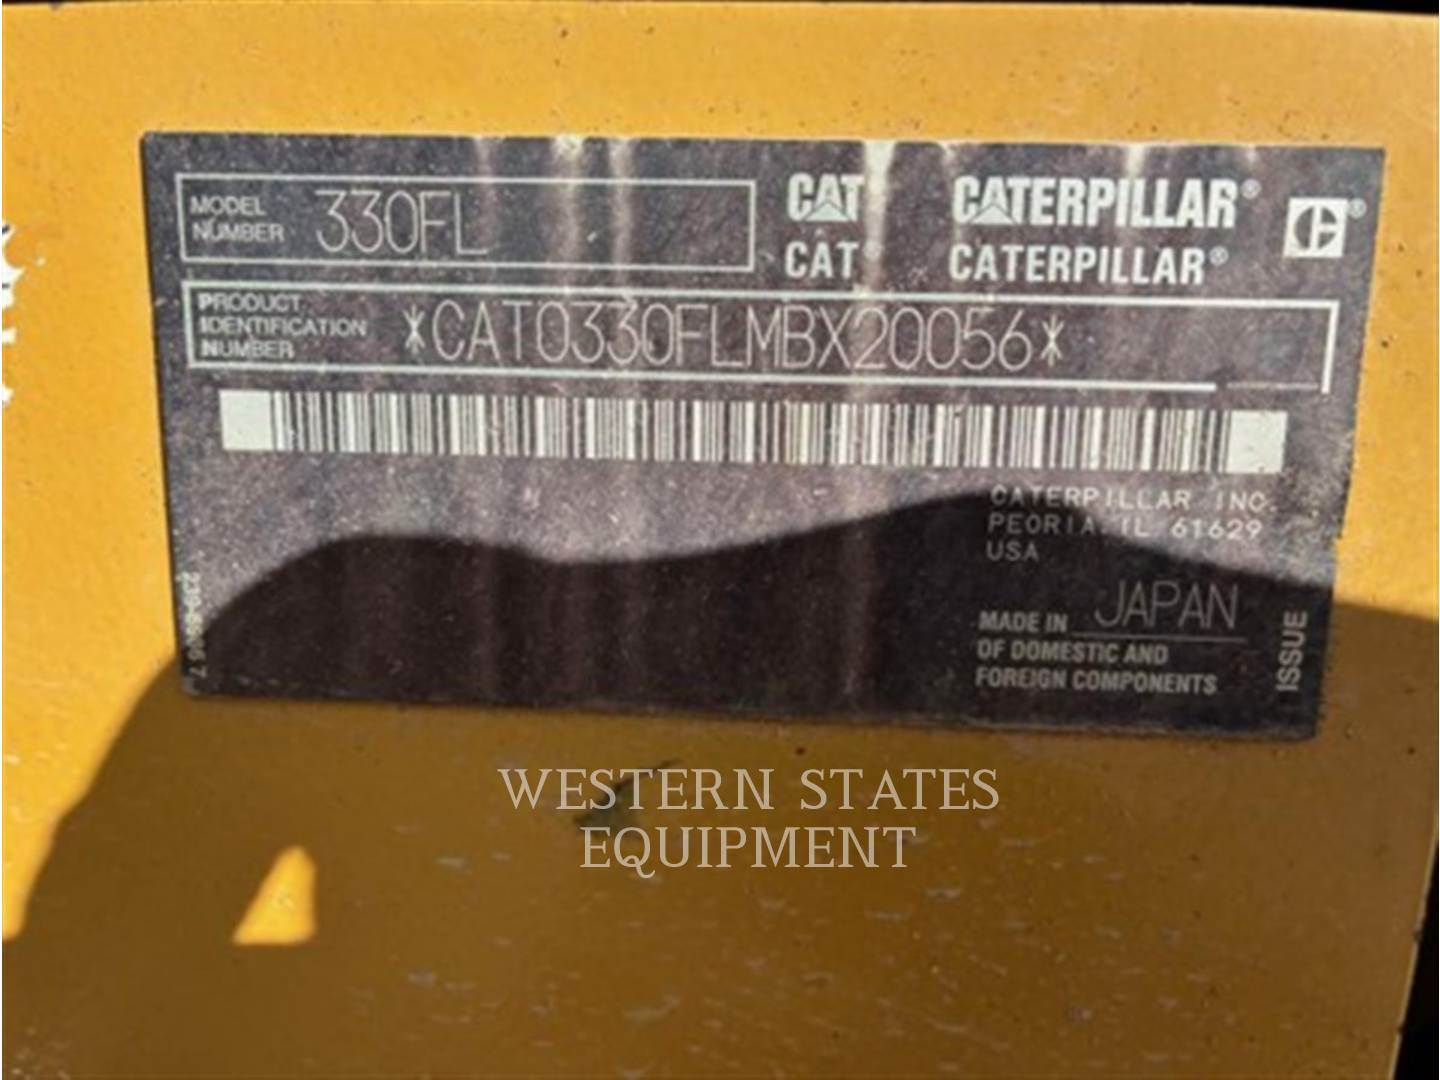 MODEL NUMBER 330FL
CAT CATERPILLAR®
CAT® CATERPILLAR®
PRODUCT IDENTIFICATION NUMBER *CAT0330FLMBX20056*
CATERPILLAR INC.
PEORIA, IL 61629
USA
MADE IN JAPAN
OF DOMESTIC AND
FOREIGN COMPONENTS
ISSUE
WESTERN STATES
EQUIPMENT